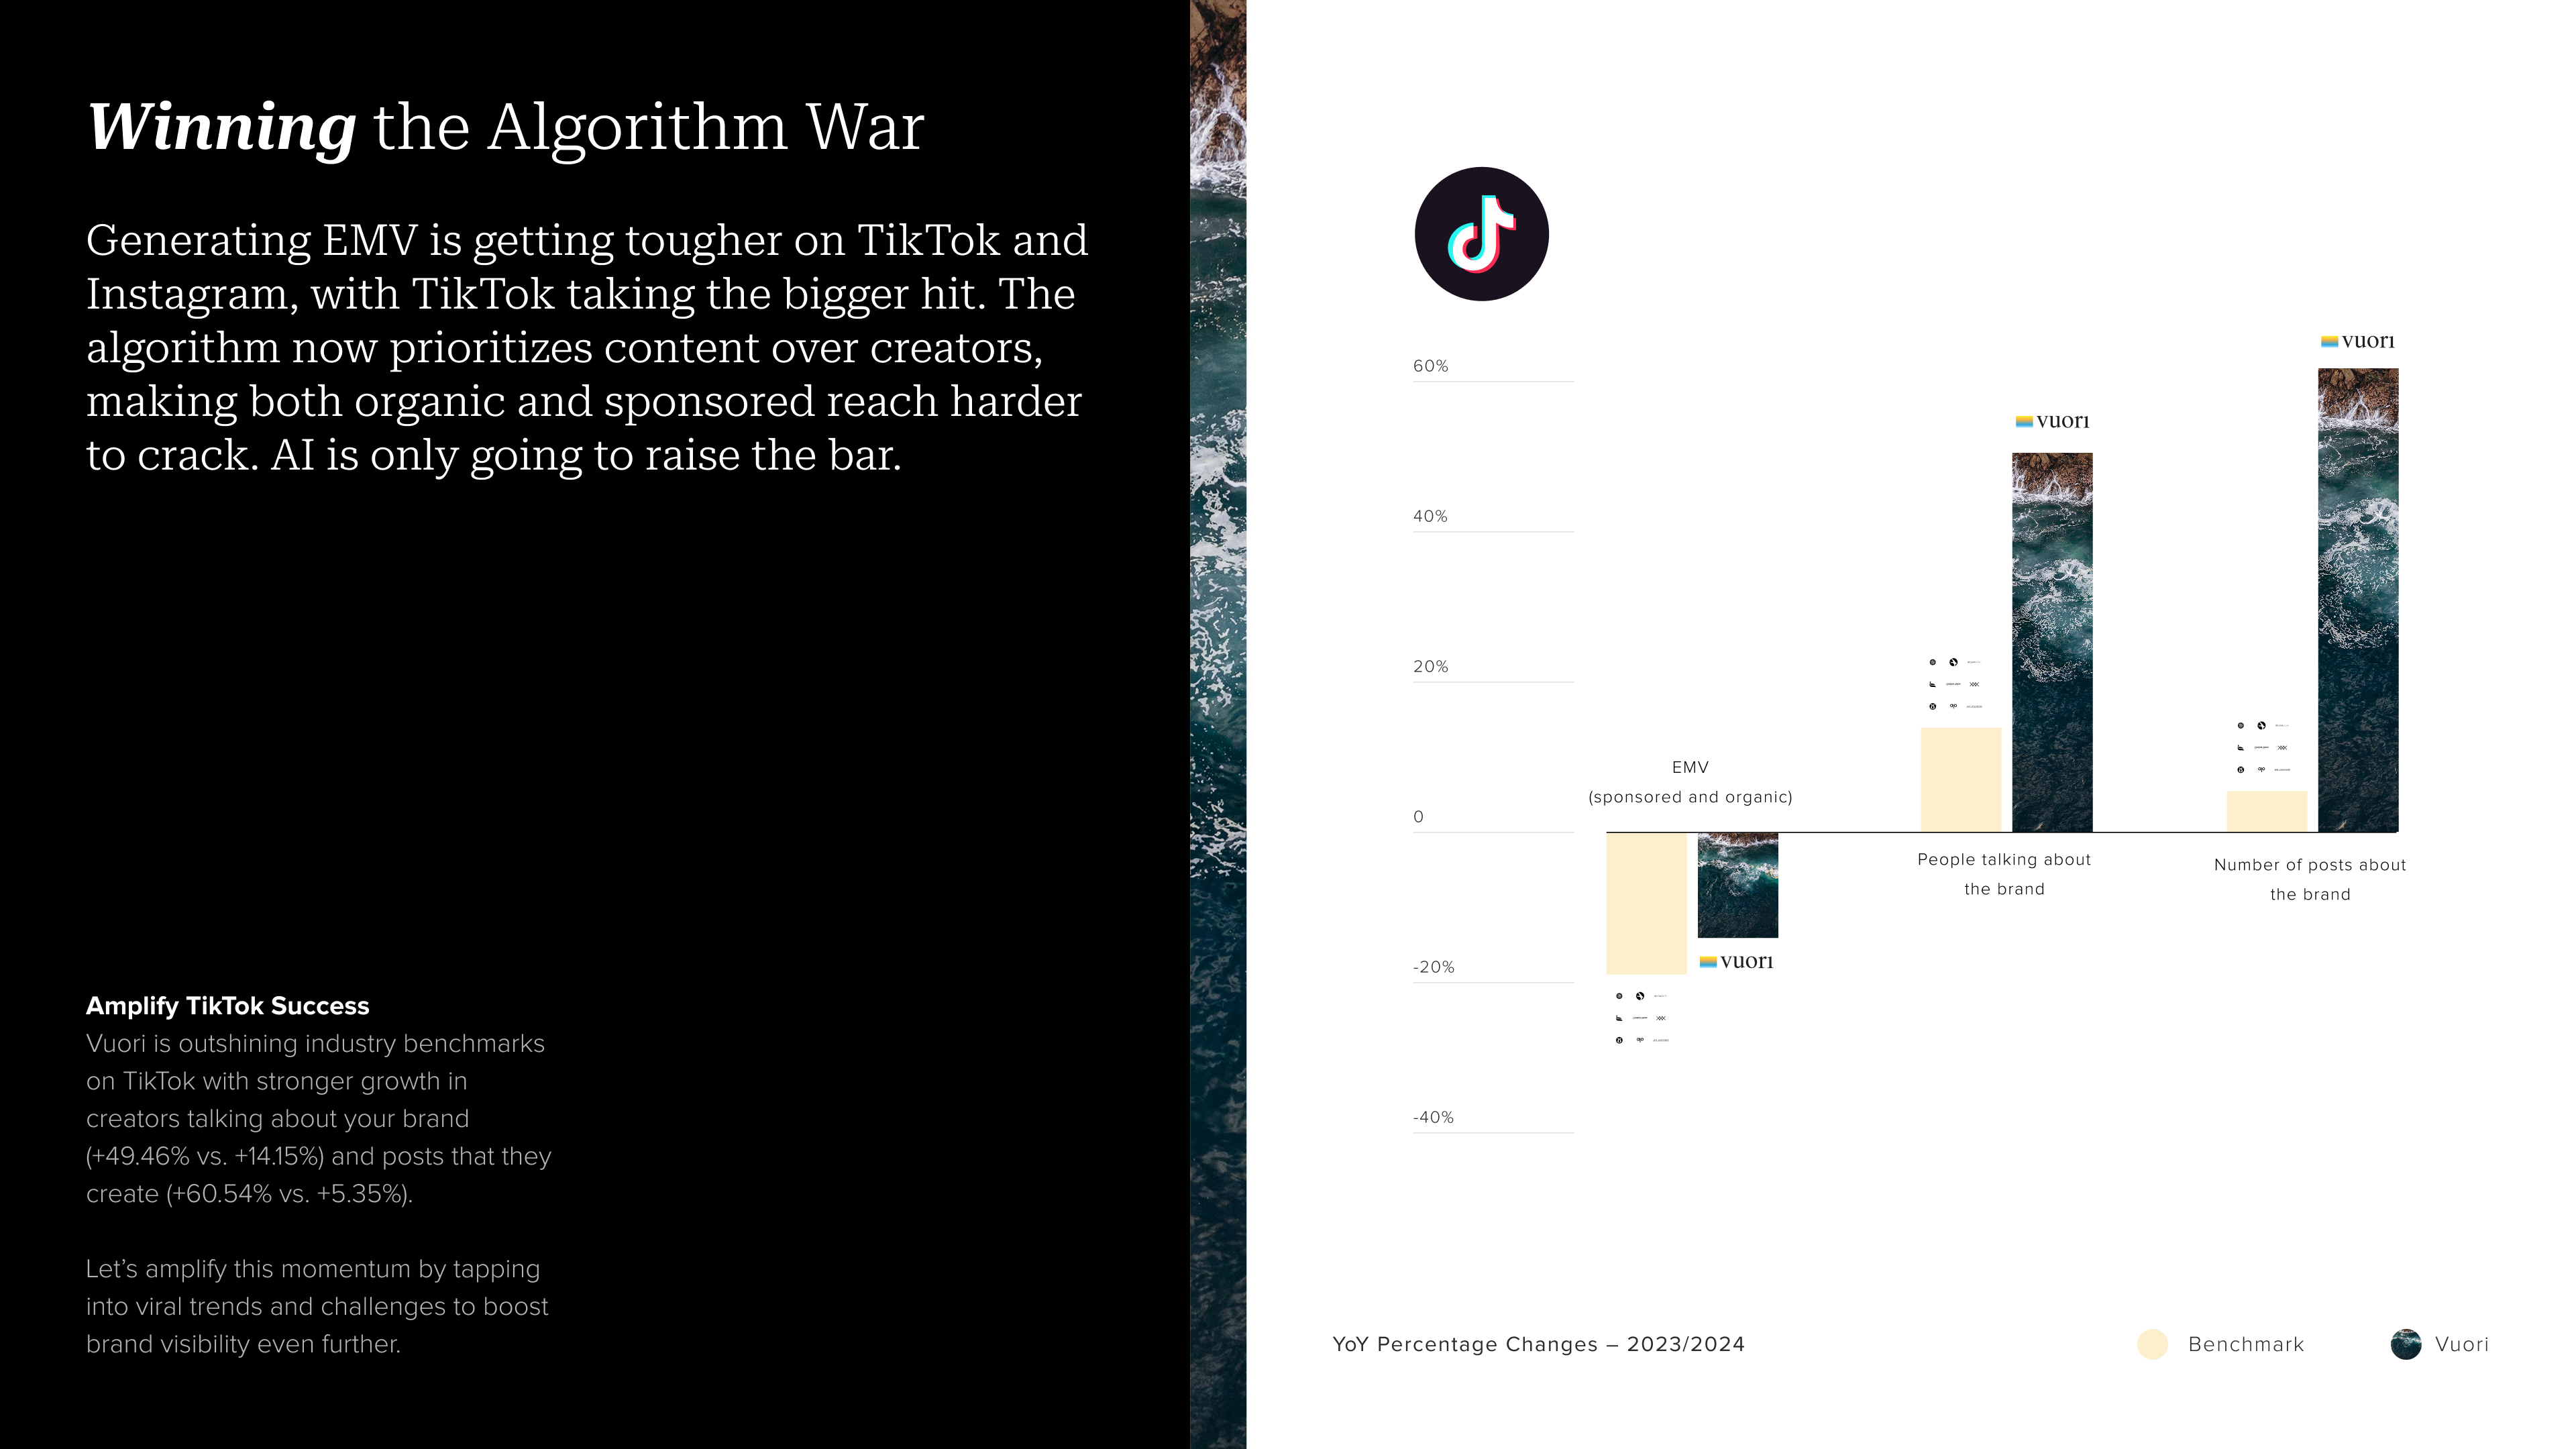 Winning the Algorithm War
Generating EMV is getting tougher on TikTok and
Instagram, with TikTok taking the bigger hit. The
algorithm now prioritizes content over creators,
making both organic and sponsored reach harder
to crack. AI is only going to raise the bar.
Amplify TikTok Success
Vuori is outshining industry benchmarks
on TikTok with stronger growth in
creators talking about your brand
(+49.46% vs. +14.15%) and posts that they
create (+60.54% vs. +5.35%).
Let’s amplify this momentum by tapping
into viral trends and challenges to boost
brand visibility even further.
60%
40%
20%
0
-20%
-40%
EMV
(sponsored and organic)
vuori
vuori
People talking about
the brand
vuori
Number of posts about
the brand
YoY Percentage Changes – 2023/2024
Benchmark
Vuori